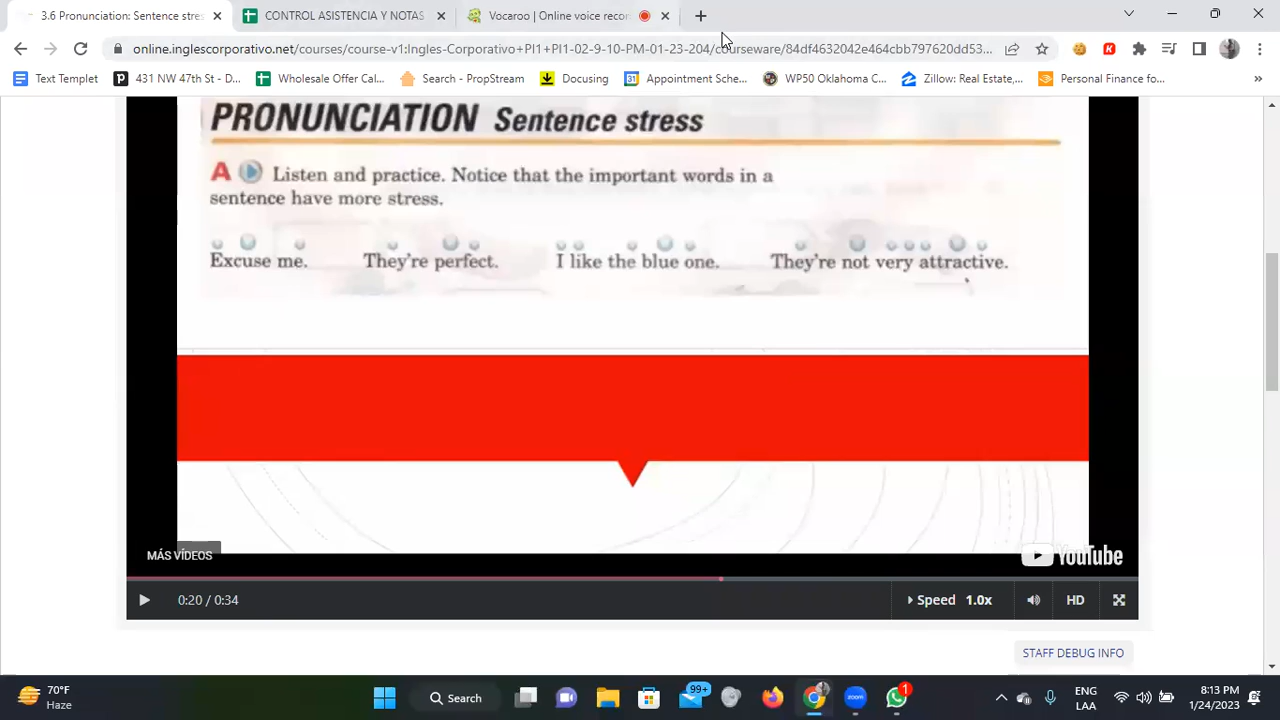 3.6 Pronunciation: Sentence stres
CONTROL ASISTENCIA Y NOTAS
Vocaroo | Online voice recor
online.inglescorporativo.net/courses/course-v1:Ingles-Corporativo+PI1+PI1-02-9-10-PM-01-23-204/courseware/84df4632042e464cbb797620dd53...
Text Templet
431 NW 47th St - D...
Wholesale Offer Cal...
Search - PropStream
Docusing
Appointment Sche...
WP50 Oklahoma C...
Zillow: Real Estate,...
Personal Finance fo...
PRONUNCIATION Sentence stress
A Listen and practice. Notice that the important words in a
sentence have more stress.
Excuse me. They're perfect. I like the blue one. They're not very attractive.
MÁS VÍDEOS
YouTube
0:20 / 0:34
Speed 1.0x
HD
STAFF DEBUG INFO
70°F
Haze
Search
99+
zoom
1
ENG
LAA
8:13 PM
1/24/2023